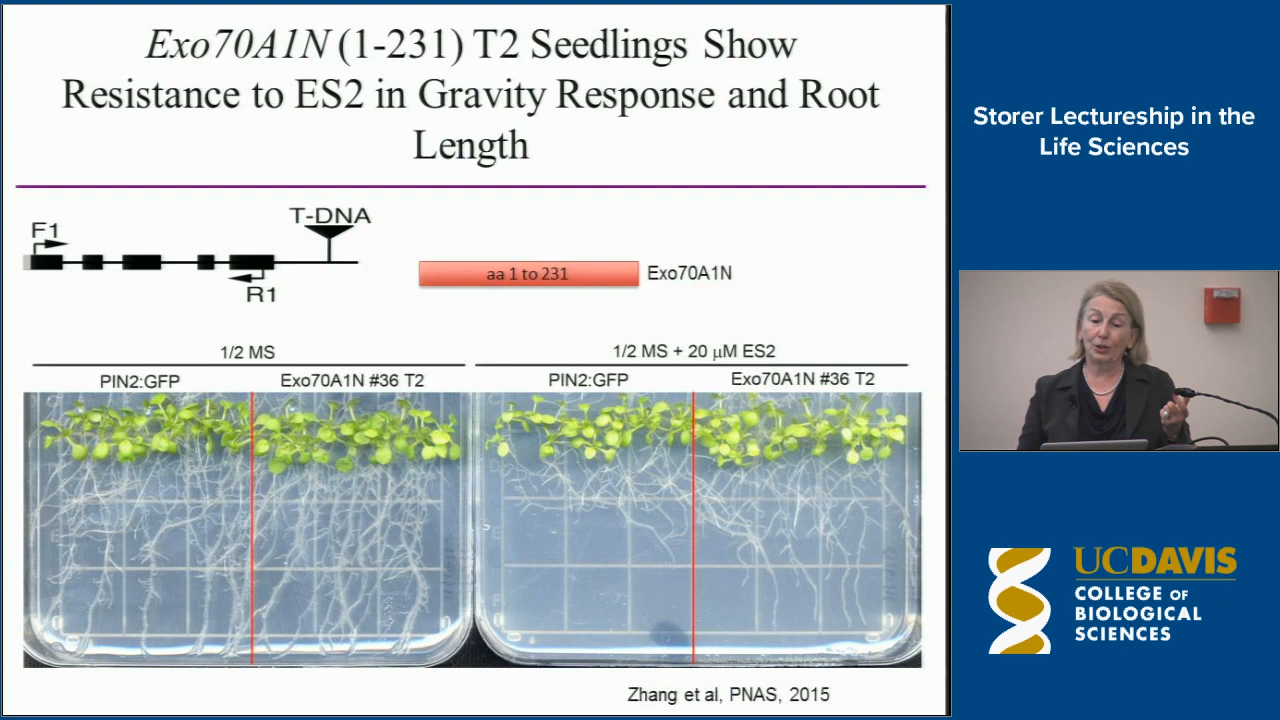 Exo70A1N (1-231) T2 Seedlings Show
Resistance to ES2 in Gravity Response and Root
Length
T-DNA
F1
R1
aa 1 to 231
Exo70A1N
1/2 MS
1/2 MS + 20 µM ES2
PIN2:GFP
Exo70A1N #36 T2
PIN2:GFP
Exo70A1N #36 T2
Zhang et al, PNAS, 2015
Storer Lectureship in the
Life Sciences
UCDAVIS
COLLEGE OF
BIOLOGICAL
SCIENCES